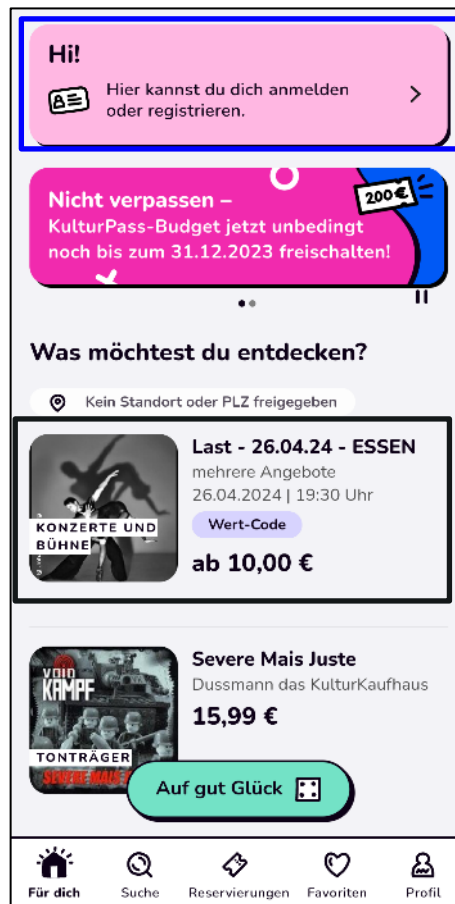 Hi!
Hier kannst du dich anmelden
oder registrieren.
Nicht verpassen –
200€
KulturPass-Budget jetzt unbedingt
noch bis zum 31.12.2023 freischalten!
Was möchtest du entdecken?
Kein Standort oder PLZ freigegeben
Last - 26.04.24 - ESSEN
mehrere Angebote
26.04.2024 | 19:30 Uhr
KONZERTE UND
BÜHNE
Wert-Code
ab 10,00 €
VOID
KAMPF
Severe Mais Juste
Dussmann das KulturKaufhaus
15,99 €
TONTRÄGER
SEVERE MAIS
Auf gut Glück
Für dich
Suche
Reservierungen
Favoriten
Profil